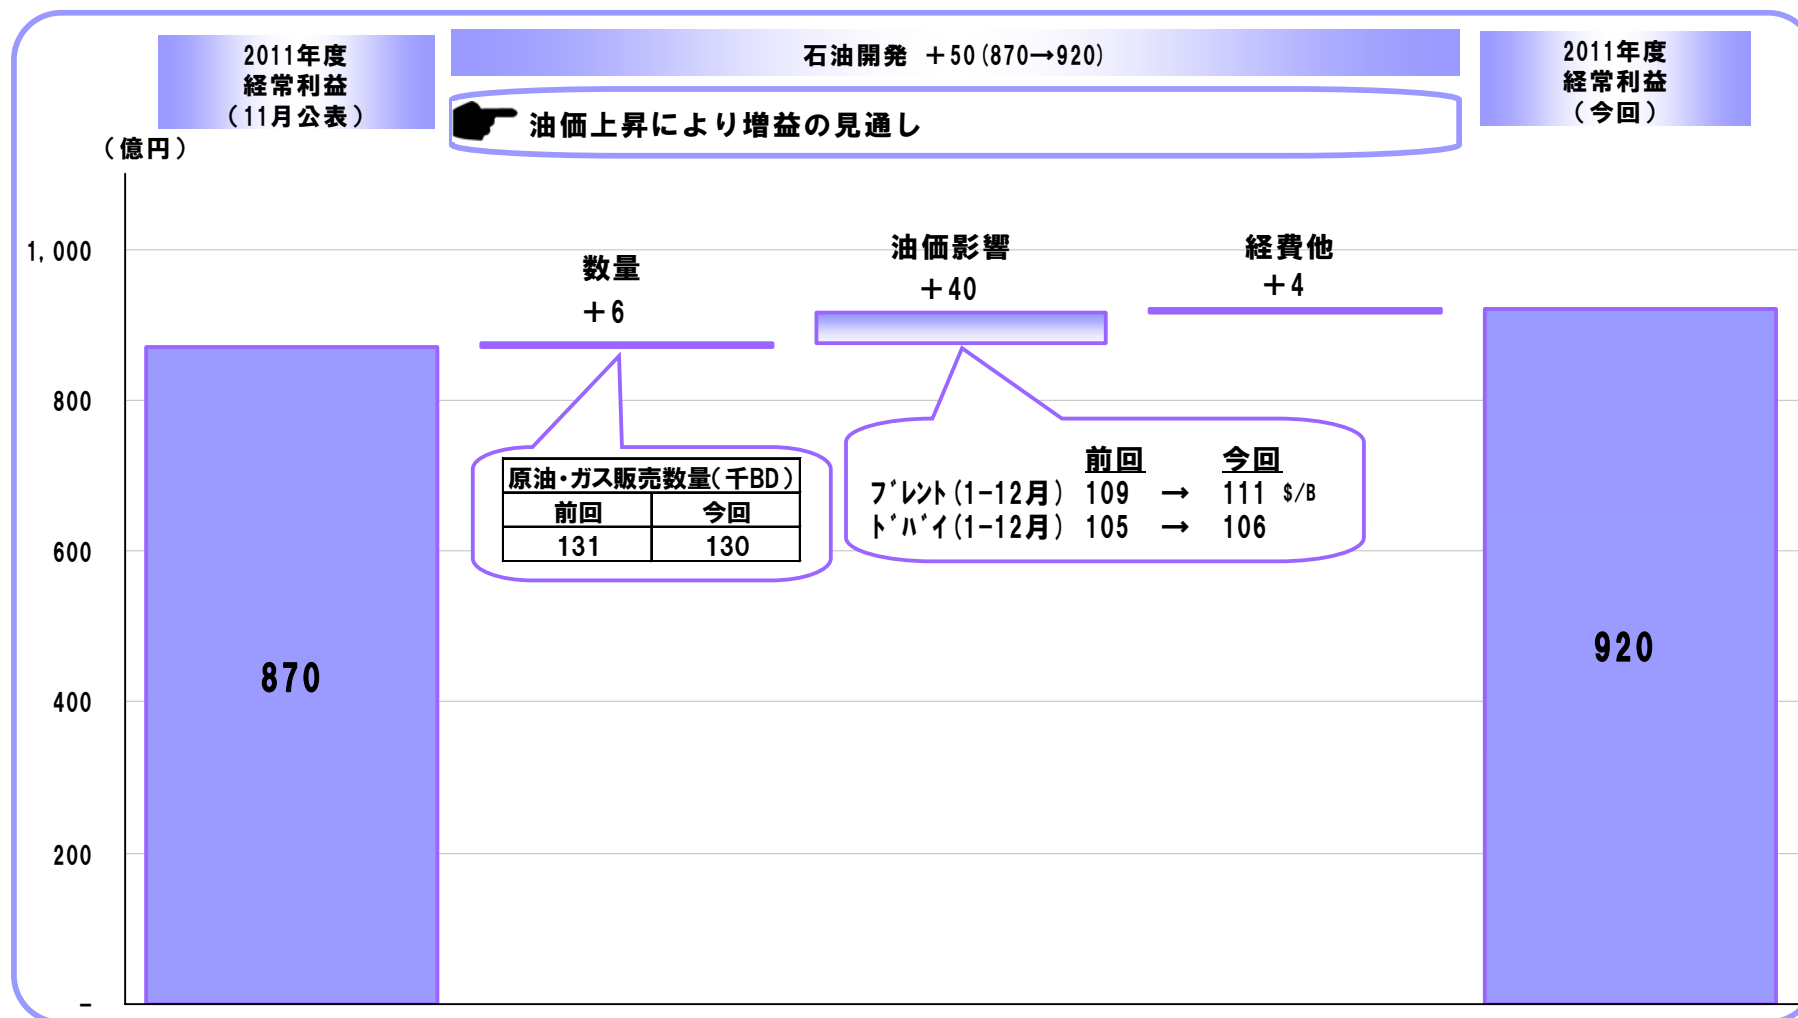 2011年度
経常利益
(11月公表)
石油開発 +50(870→920)
2011年度
経常利益
(今回)
油価上昇により増益の見通し
(億円)
1,000
800
600
400
200
-
数量
+6
油価影響
+40
経費他
+4
原油・ガス販売数量(千BD)
前回 今回
131 130
前回 今回
ブレント(1-12月) 109 → 111 $/B
ドバイ(1-12月) 105 → 106
870
920